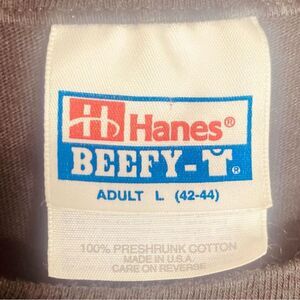 Hanes®
BEEFY-T®
ADULT L (42-44)
100% PRESHRUNK COTTON
MADE IN U.S.A.
CARE ON REVERSE